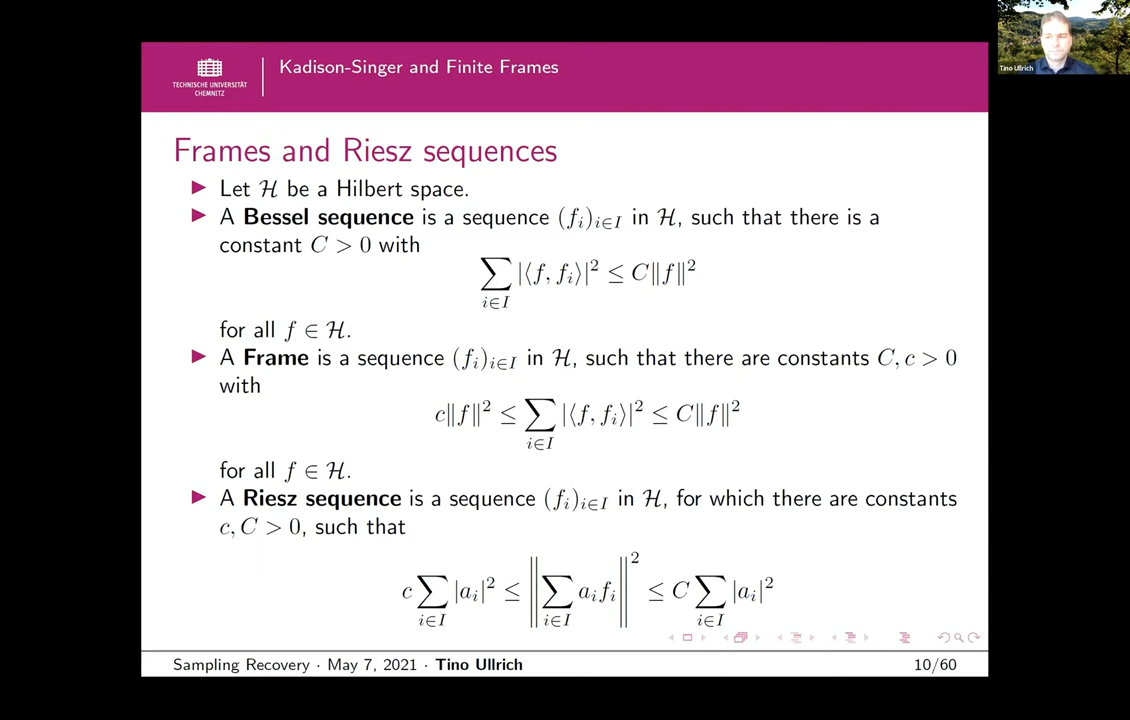 Tino Ullrich
TECHNISCHE UNIVERSITÄT
CHEMNITZ
Kadison-Singer and Finite Frames
Frames and Riesz sequences
▶ Let ℋ be a Hilbert space.
▶ A Bessel sequence is a sequence (f_i)_{i∈I} in ℋ, such that there is a
constant C > 0 with
∑_{i∈I} |⟨f, f_i⟩|² ≤ C‖f‖²
for all f ∈ ℋ.
▶ A Frame is a sequence (f_i)_{i∈I} in ℋ, such that there are constants C, c > 0
with
c‖f‖² ≤ ∑_{i∈I} |⟨f, f_i⟩|² ≤ C‖f‖²
for all f ∈ ℋ.
▶ A Riesz sequence is a sequence (f_i)_{i∈I} in ℋ, for which there are constants
c, C > 0, such that
c ∑_{i∈I} |a_i|² ≤ ‖∑_{i∈I} a_i f_i‖² ≤ C ∑_{i∈I} |a_i|²
Sampling Recovery · May 7, 2021 · Tino Ullrich 10/60